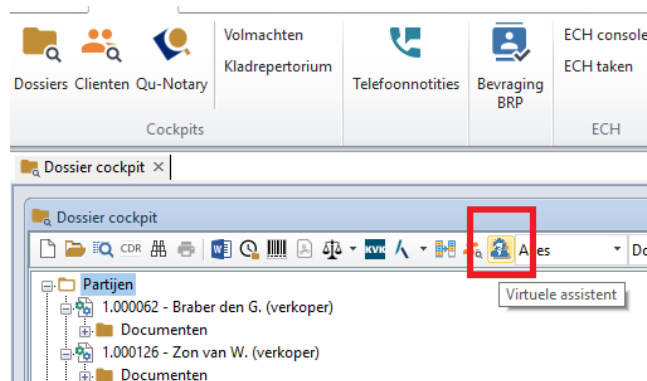 Volmachten
ECH console
Kladrepertorium
ECH taken
Dossiers Clienten Qu-Notary
Telefoonnotities
Bevraging
BRP
Cockpits
ECH
Dossier cockpit
Dossier cockpit
CDR
KVK
Do
Partijen
Virtuele assistent
1.000062 - Braber den G. (verkoper)
Documenten
1.000126 - Zon van W. (verkoper)
Documenten